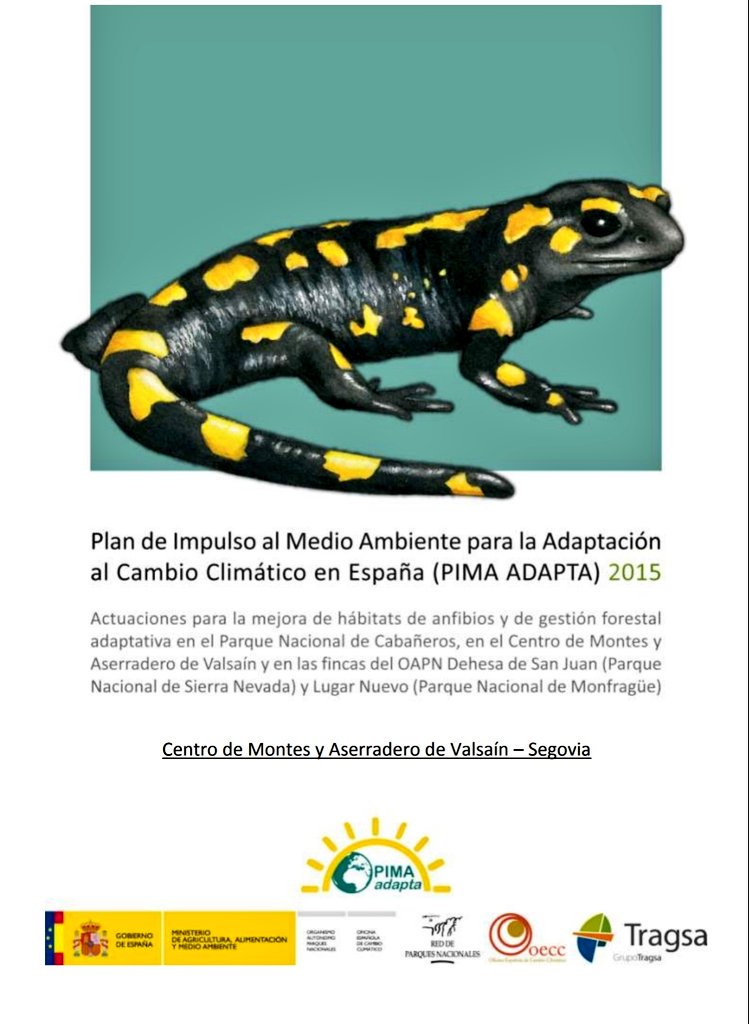 Plan de Impulso al Medio Ambiente para la Adaptación
al Cambio Climático en España (PIMA ADAPTA) 2015
Actuaciones para la mejora de hábitats de anfibios y de gestión forestal
adaptativa en el Parque Nacional de Cabañeros, en el Centro de Montes y
Aserradero de Valsaín y en las fincas del OAPN Dehesa de San Juan (Parque
Nacional de Sierra Nevada) y Lugar Nuevo (Parque Nacional de Monfragüe)
Centro de Montes y Aserradero de Valsaín – Segovia
PIMA
adapta
GOBIERNO
DE ESPAÑA
MINISTERIO
DE AGRICULTURA, ALIMENTACIÓN
Y MEDIO AMBIENTE
ORGANISMO
AUTÓNOMO
PARQUES
NACIONALES
OFICINA
ESPAÑOLA
DE CAMBIO
CLIMÁTICO
RED DE
PARQUES NACIONALES
oecc
Oficina Española de Cambio Climático
Tragsa
GrupoTragsa